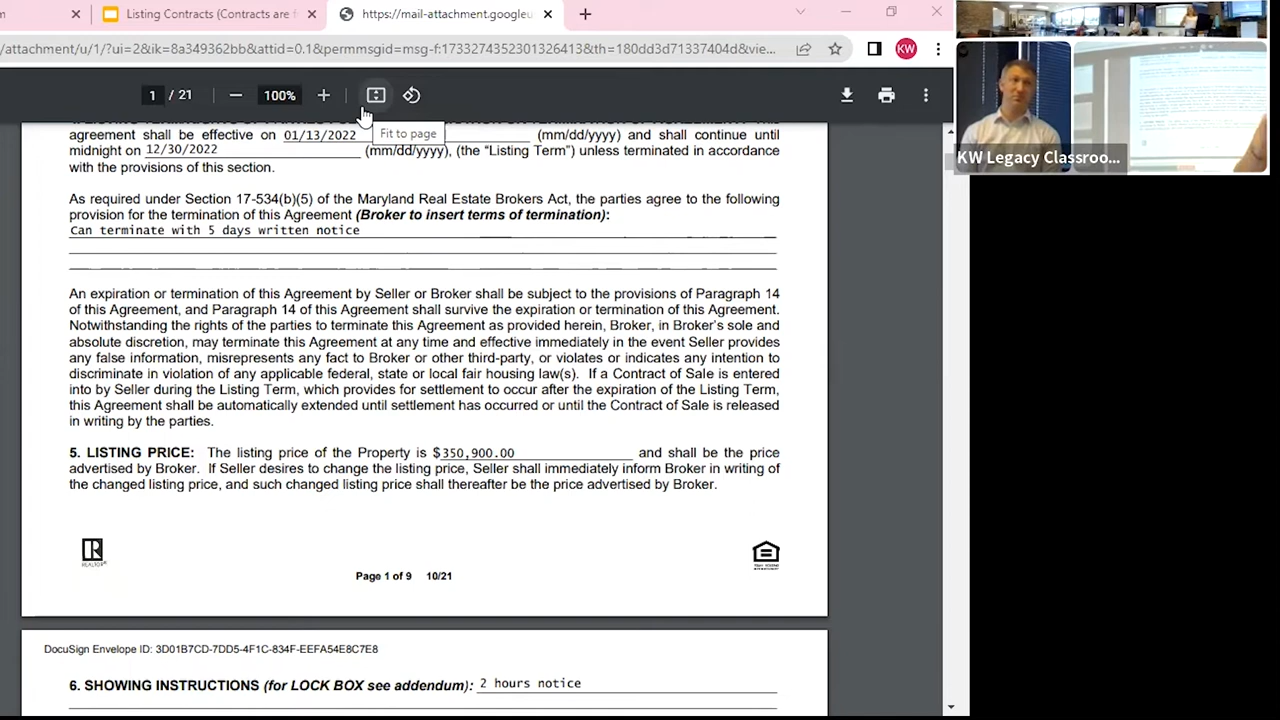 Listing Contracts (Contracts are f
https://mail-attachment.googleu
/attachment/u/1/?ui=2&ik=8a349362bb&attid=0.1&permmsgid=msg-f:1733274352301326413&th=180dd3d71337404d&vie...
KW
1 / 21
100%
KW Legacy Classroo...
agreement shall be effective on 05/13/2022 (mm/dd/yyyy) and shall continue until
midnight on 12/30/2022 (mm/dd/yyyy), (the “Listing Term”) unless terminated in accordance
with the provisions of this section.
As required under Section 17-534(b)(5) of the Maryland Real Estate Brokers Act, the parties agree to the following
provision for the termination of this Agreement (Broker to insert terms of termination):
Can terminate with 5 days written notice
An expiration or termination of this Agreement by Seller or Broker shall be subject to the provisions of Paragraph 14
of this Agreement, and Paragraph 14 of this Agreement shall survive the expiration or termination of this Agreement.
Notwithstanding the rights of the parties to terminate this Agreement as provided herein, Broker, in Broker's sole and
absolute discretion, may terminate this Agreement at any time and effective immediately in the event Seller provides
any false information, misrepresents any fact to Broker or other third-party, or violates or indicates any intention to
discriminate in violation of any applicable federal, state or local fair housing law(s). If a Contract of Sale is entered
into by Seller during the Listing Term, which provides for settlement to occur after the expiration of the Listing Term,
this Agreement shall be automatically extended until settlement has occurred or until the Contract of Sale is released
in writing by the parties.
5. LISTING PRICE: The listing price of the Property is $350,900.00 and shall be the price
advertised by Broker. If Seller desires to change the listing price, Seller shall immediately inform Broker in writing of
the changed listing price, and such changed listing price shall thereafter be the price advertised by Broker.
REALTOR
Page 1 of 9 10/21
DocuSign Envelope ID: 3D01B7CD-7DD5-4F1C-834F-EEFA54E8C7E8
6. SHOWING INSTRUCTIONS (for LOCK BOX see addendum): 2 hours notice